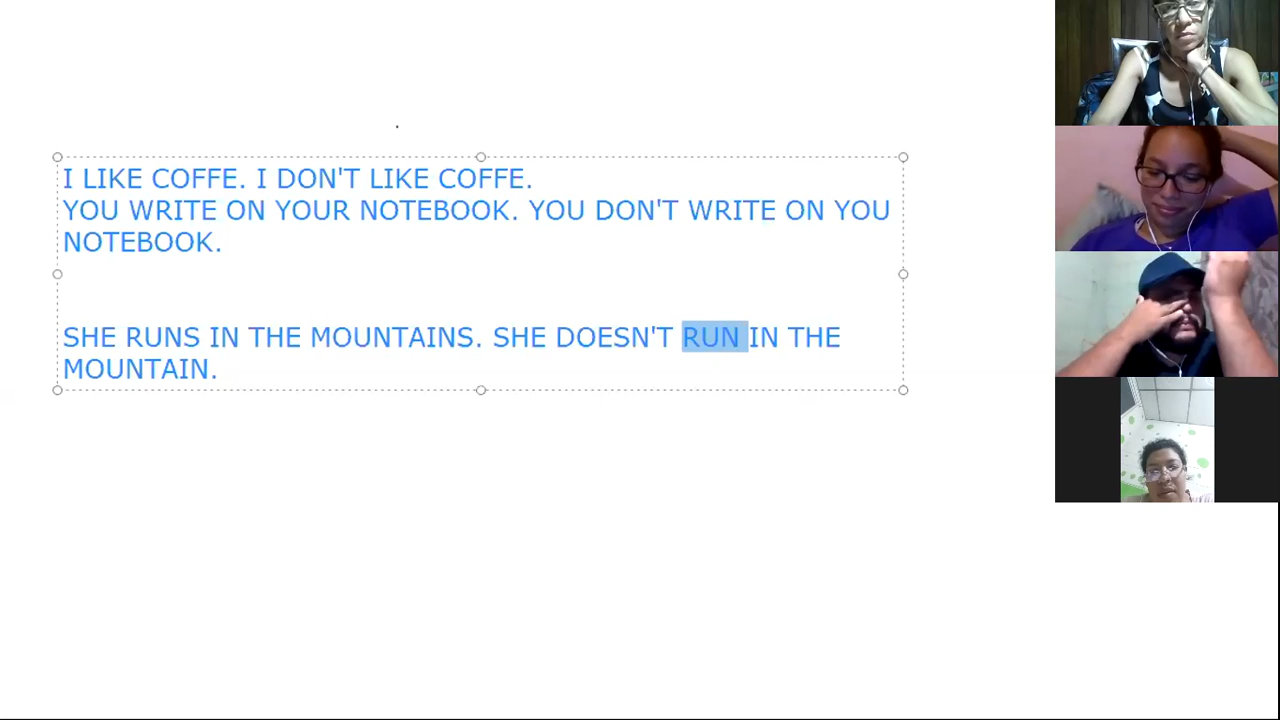 I LIKE COFFE. I DON'T LIKE COFFE.
YOU WRITE ON YOUR NOTEBOOK. YOU DON'T WRITE ON YOU
NOTEBOOK.
SHE RUNS IN THE MOUNTAINS. SHE DOESN'T RUN IN THE
MOUNTAIN.